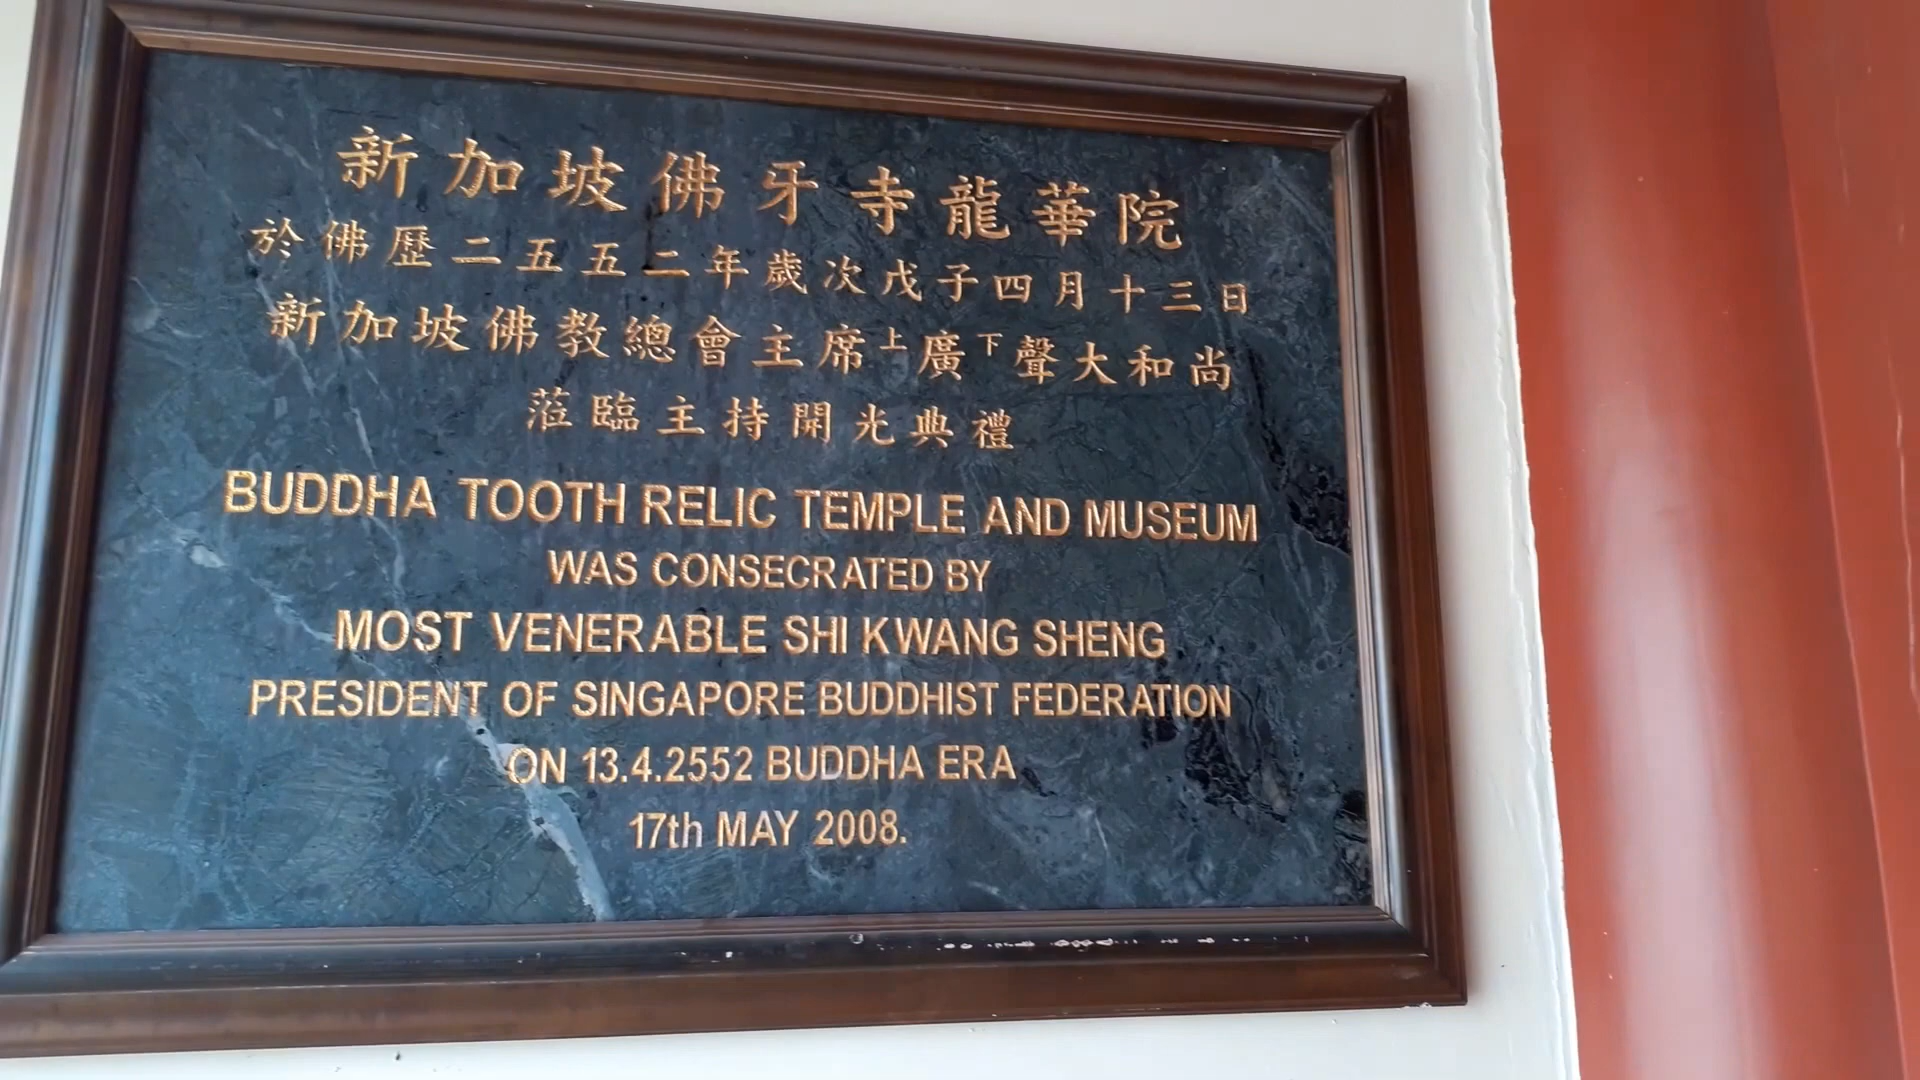 新加坡佛牙寺龍華院
於佛歷二五五二年歲次戊子四月十三日
新加坡佛教總會主席上廣下聲大和尚
蒞臨主持開光典禮
BUDDHA TOOTH RELIC TEMPLE AND MUSEUM
WAS CONSECRATED BY
MOST VENERABLE SHI KWANG SHENG
PRESIDENT OF SINGAPORE BUDDHIST FEDERATION
ON 13.4.2552 BUDDHA ERA
17th MAY 2008.